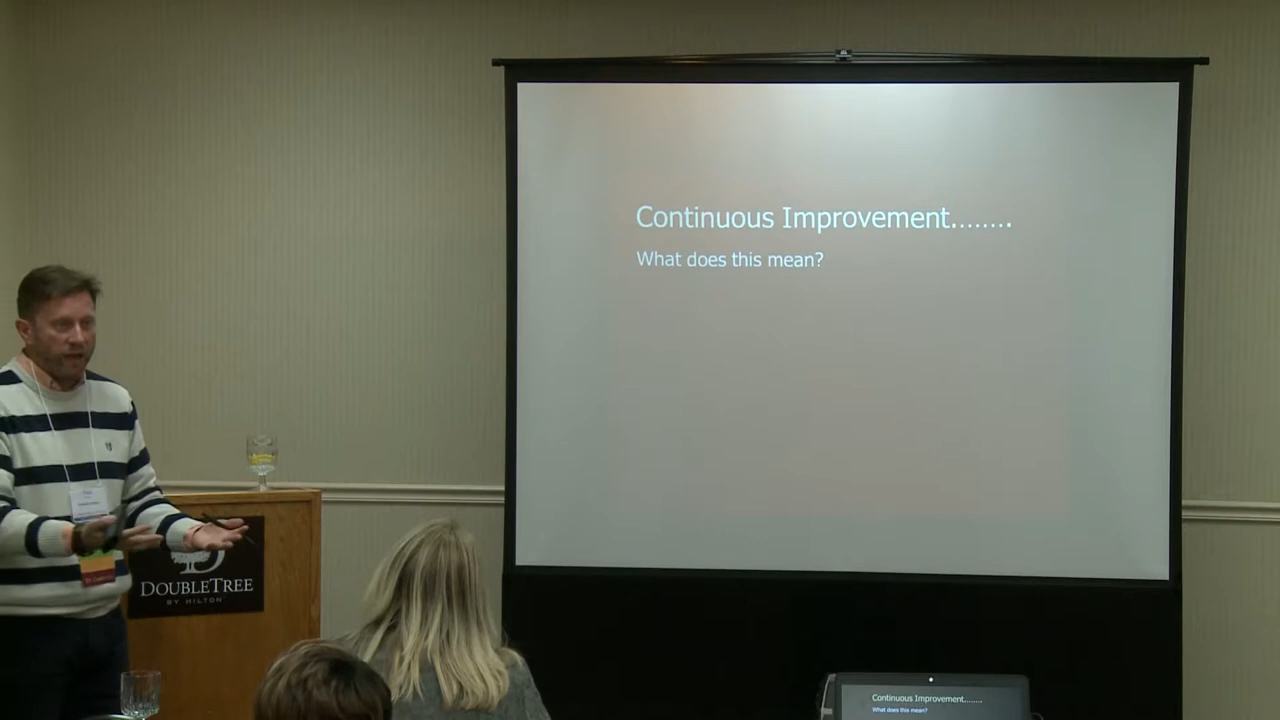 Continuous Improvement........
What does this mean?
DOUBLETREE
BY HILTON
Continuous Improvement........
What does this mean?